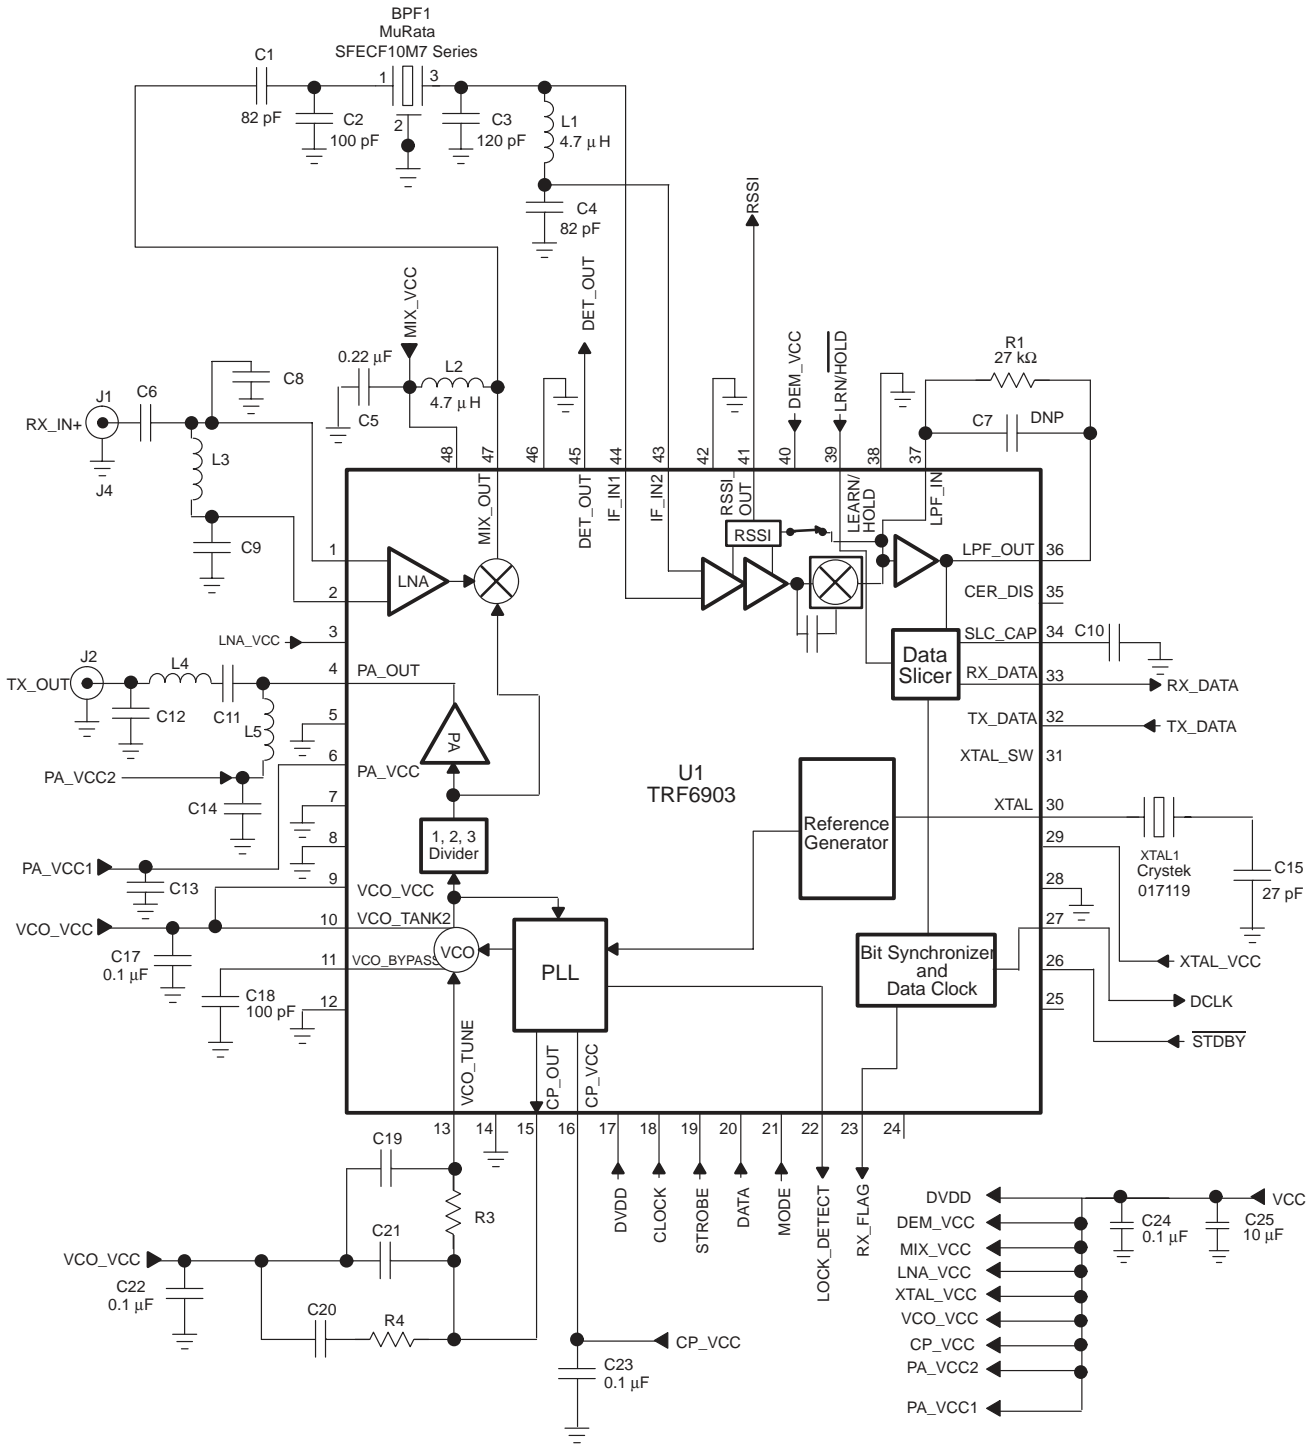 BPF1
MuRata
SFECF10M7 Series
C1
82 pF
1
3
2
C2
100 pF
C3
120 pF
L1
4.7 μ H
C4
82 pF
RSSI
MIX_VCC
DET_OUT
DEM_VCC
LRN/HOLD
R1
27 kΩ
C7
DNP
0.22 μF
C5
L2
4.7 μ H
C8
C6
J1
RX_IN+
J4
L3
C9
48
47
46
45
44
43
42
41
40
39
38
37
MIX_OUT
DET_OUT
IF_IN1
IF_IN2
RSSI_
OUT
LEARN/
HOLD
LPF_IN
RSSI
1
LNA
2
LPF_OUT
36
CER_DIS
35
LNA_VCC
3
SLC_CAP
34
C10
Data
Slicer
J2
TX_OUT
L4
C12
C11
L5
4
PA_OUT
RX_DATA
33
RX_DATA
5
PA
TX_DATA
32
TX_DATA
6
PA_VCC
XTAL_SW
31
PA_VCC2
C14
7
U1
TRF6903
XTAL
30
Reference
Generator
8
1, 2, 3
Divider
29
XTAL1
Crystek
017119
C15
27 pF
PA_VCC1
C13
9
VCO_VCC
28
VCO_VCC
10
VCO_TANK2
27
C17
0.1 μF
11
VCO_BYPASS
VCO
PLL
Bit Synchronizer
and
Data Clock
26
XTAL_VCC
C18
100 pF
12
25
DCLK
STDBY
VCO_TUNE
CP_OUT
CP_VCC
13
14
15
16
17
18
19
20
21
22
23
24
DVDD
CLOCK
STROBE
DATA
MODE
LOCK_DETECT
RX_FLAG
C19
R3
C21
VCO_VCC
C22
0.1 μF
C20
R4
CP_VCC
C23
0.1 μF
DVDD
VCC
DEM_VCC
C24
0.1 μF
C25
10 μF
MIX_VCC
LNA_VCC
XTAL_VCC
VCO_VCC
CP_VCC
PA_VCC2
PA_VCC1